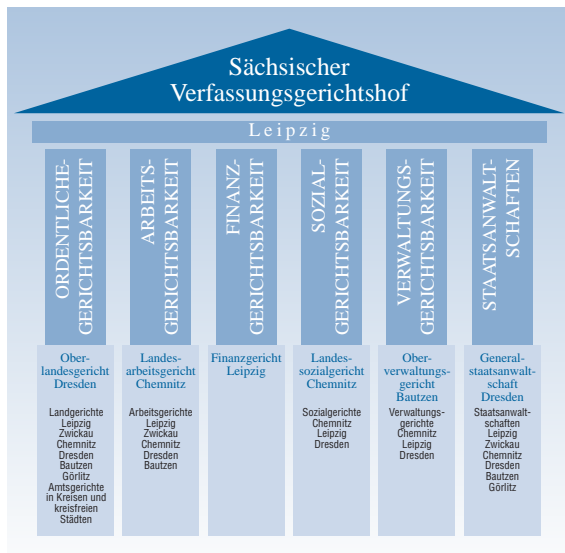 Sächsischer
Verfassungsgerichtshof
Leipzig
ORDENTLICHE-
GERICHTSBARKEIT
ARBEITS-
GERICHTSBARKEIT
FINANZ-
GERICHTSBARKEIT
SOZIAL-
GERICHTSBARKEIT
VERWALTUNGS-
GERICHTSBARKEIT
STAATSANWALT-
SCHAFTEN
Ober-
landesgericht
Dresden
Landgerichte
Leipzig
Zwickau
Chemnitz
Dresden
Bautzen
Görlitz
Amtsgerichte
in Kreisen und
kreisfreien
Städten
Landes-
arbeitsgericht
Chemnitz
Arbeitsgerichte
Leipzig
Zwickau
Chemnitz
Dresden
Bautzen
Finanzgericht
Leipzig
Landes-
sozialgericht
Chemnitz
Sozialgerichte
Chemnitz
Leipzig
Dresden
Ober-
verwaltungs-
gericht
Bautzen
Verwaltungs-
gerichte
Chemnitz
Leipzig
Dresden
General-
staatsanwalt-
schaft
Dresden
Staatsanwalt-
schaften
Leipzig
Zwickau
Chemnitz
Dresden
Bautzen
Görlitz